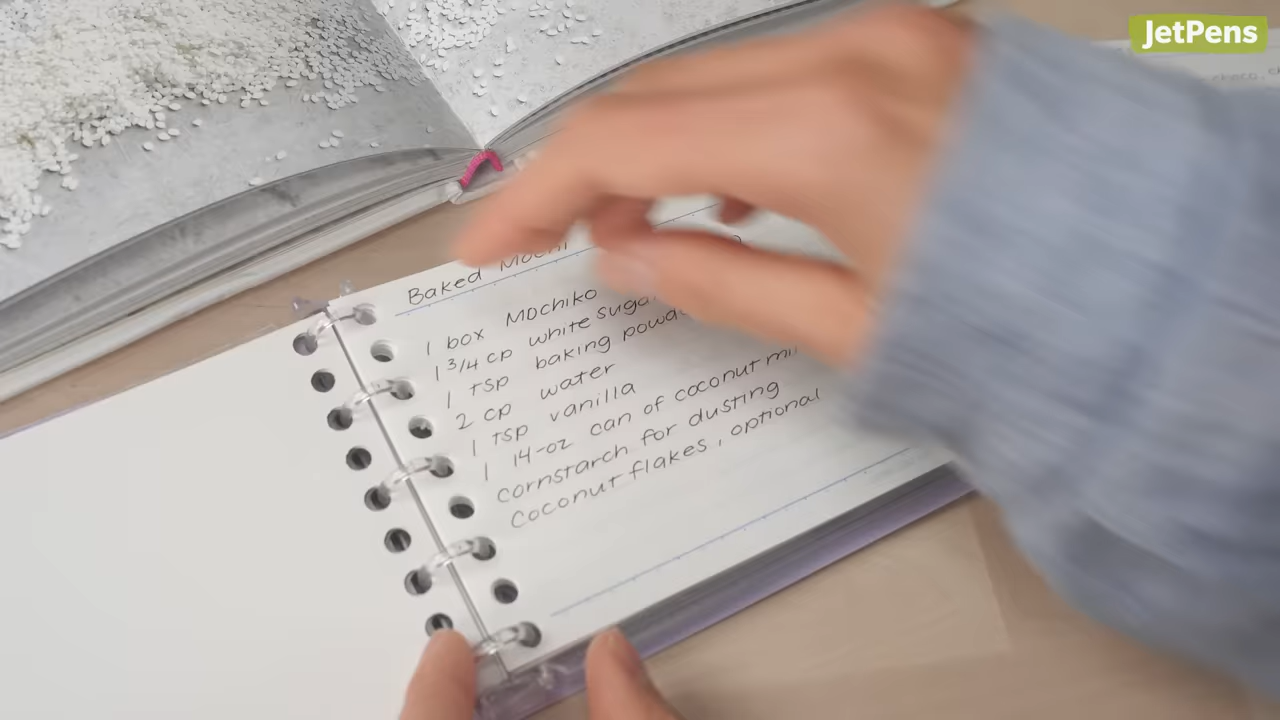 JetPens
Baked Mochi
1 box Mochiko
1 3/4 cp white sugar
1 tsp baking powder
2 cp water
1 tsp vanilla
1 14-oz can of coconut milk
cornstarch for dusting
coconut flakes, optional